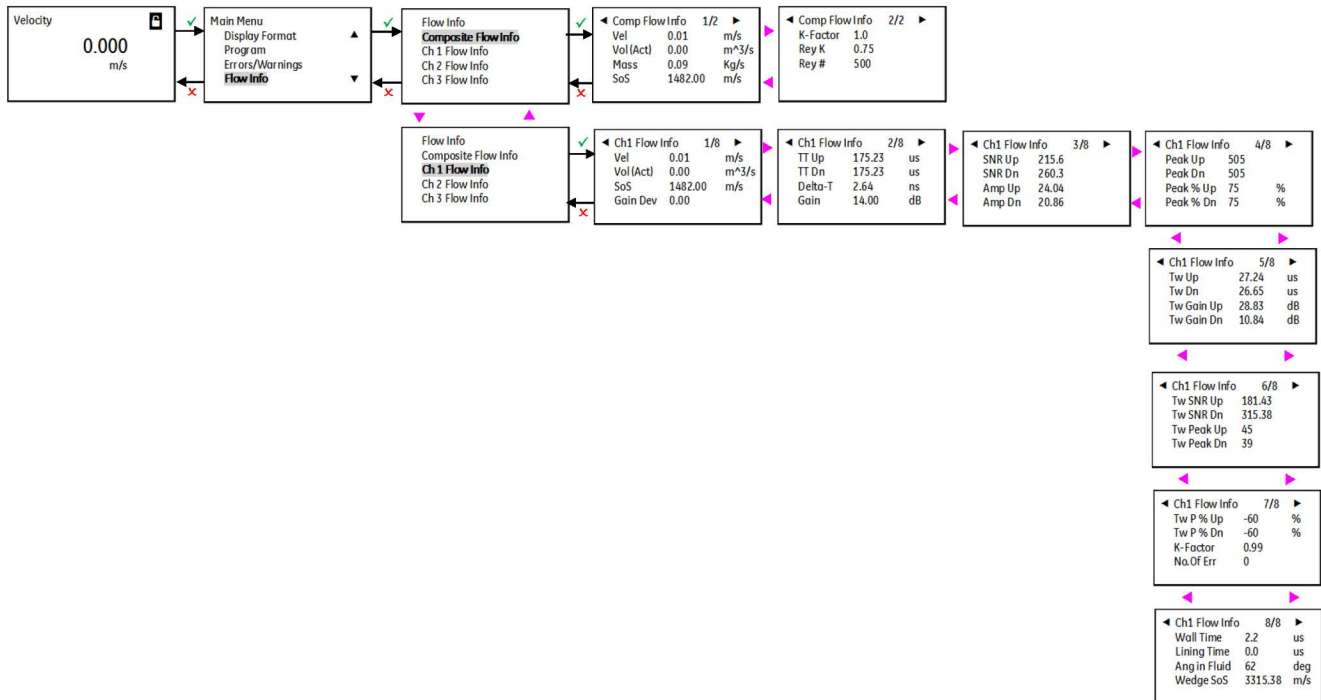 Velocity
0.000
m/s
Main Menu
Display Format ▲
Program
Errors/Warnings
Flow Info ▼
Flow Info
Composite Flow Info
Ch 1 Flow Info
Ch 2 Flow Info
Ch 3 Flow Info
◄ Comp Flow Info 1/2 ►
Vel 0.01 m/s
Vol (Act) 0.00 m^3/s
Mass 0.09 Kg/s
SoS 1482.00 m/s
◄ Comp Flow Info 2/2 ►
K-Factor 1.0
Rey K 0.75
Rey # 500
Flow Info
Composite Flow Info
Ch 1 Flow Info
Ch 2 Flow Info
Ch 3 Flow Info
◄ Ch1 Flow Info 1/8 ►
Vel 0.01 m/s
Vol (Act) 0.00 m^3/s
SoS 1482.00 m/s
Gain Dev 0.00
◄ Ch1 Flow Info 2/8 ►
TT Up 175.23 us
TT Dn 175.23 us
Delta-T 2.64 ns
Gain 14.00 dB
◄ Ch1 Flow Info 3/8 ►
SNR Up 215.6
SNR Dn 260.3
Amp Up 24.04
Amp Dn 20.86
◄ Ch1 Flow Info 4/8 ►
Peak Up 505
Peak Dn 505
Peak % Up 75 %
Peak % Dn 75 %
◄ Ch1 Flow Info 5/8 ►
Tw Up 27.24 us
Tw Dn 26.65 us
Tw Gain Up 28.83 dB
Tw Gain Dn 10.84 dB
◄ Ch1 Flow Info 6/8 ►
Tw SNR Up 181.43
Tw SNR Dn 315.38
Tw Peak Up 45
Tw Peak Dn 39
◄ Ch1 Flow Info 7/8 ►
Tw P % Up -60 %
Tw P % Dn -60 %
K-Factor 0.99
No.Of Err 0
◄ Ch1 Flow Info 8/8 ►
Wall Time 2.2 us
Lining Time 0.0 us
Ang in Fluid 62 deg
Wedge SoS 3315.38 m/s